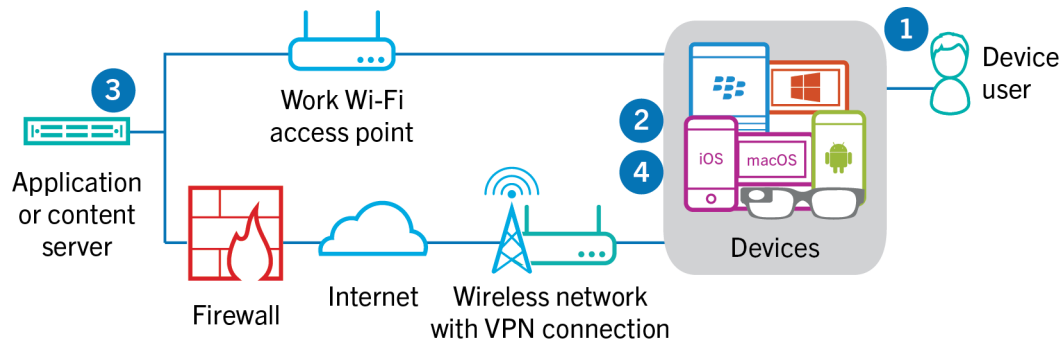 1
Device
user
3
Work Wi-Fi
access point
2
4
iOS
macOS
Application
or content
server
Devices
Firewall
Internet
Wireless network
with VPN connection